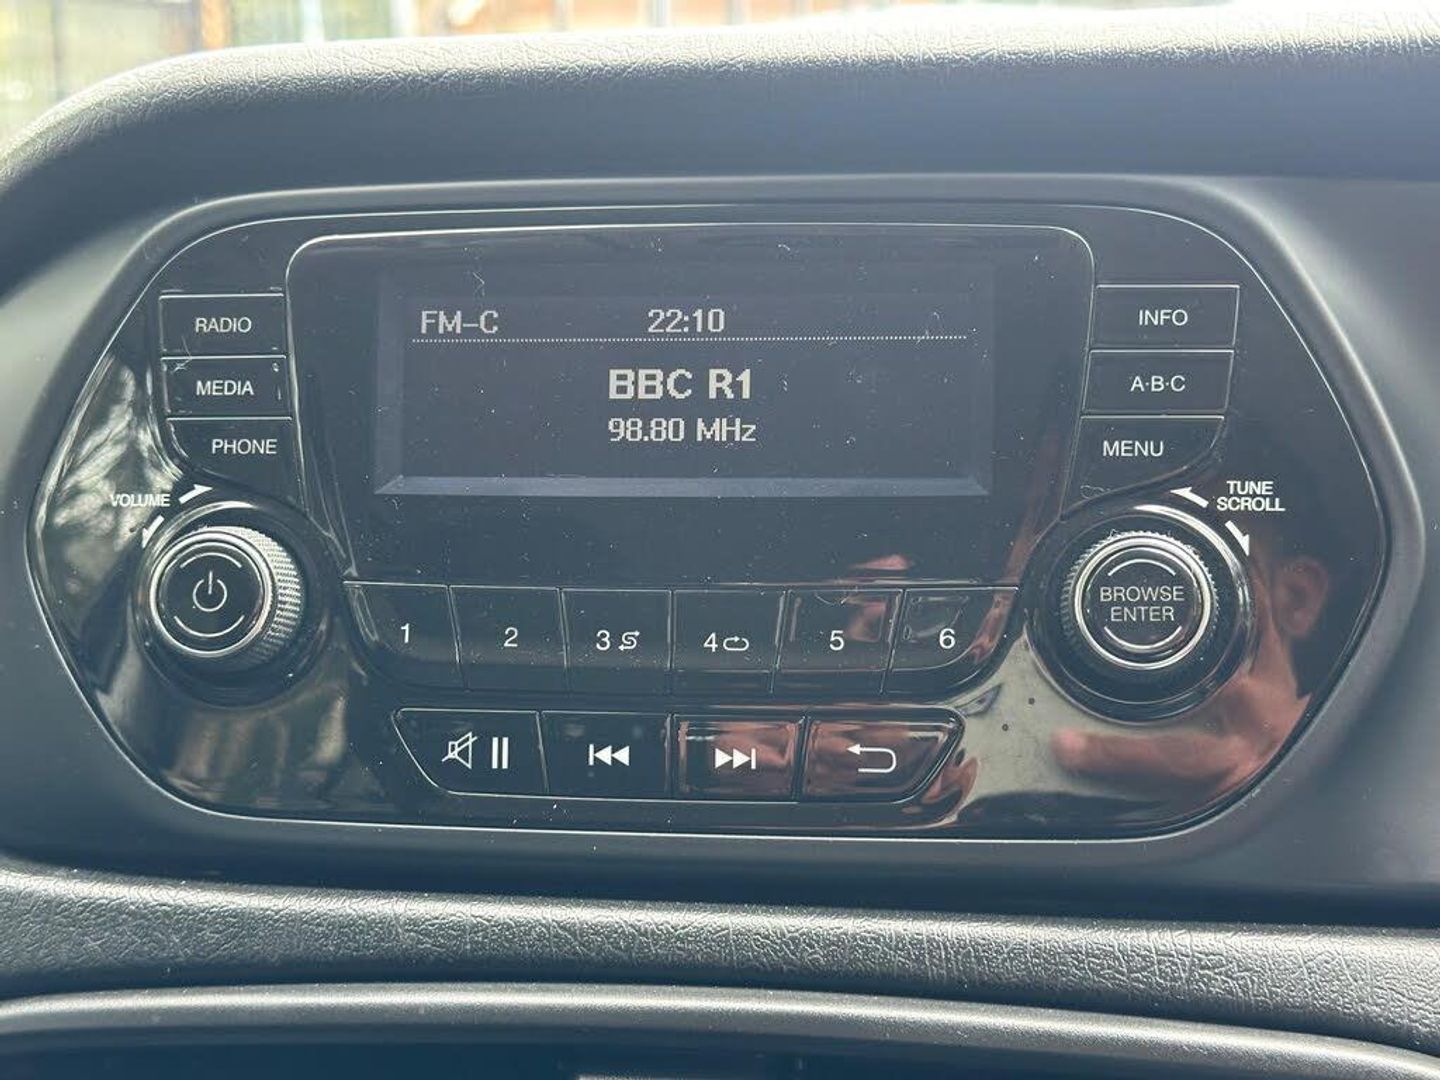 FM-C 22:10
BBC R1
98.80 MHz
RADIO
MEDIA
PHONE
VOLUME
INFO
A·B·C
MENU
TUNE
SCROLL
BROWSE
ENTER
1 2 3 4 5 6